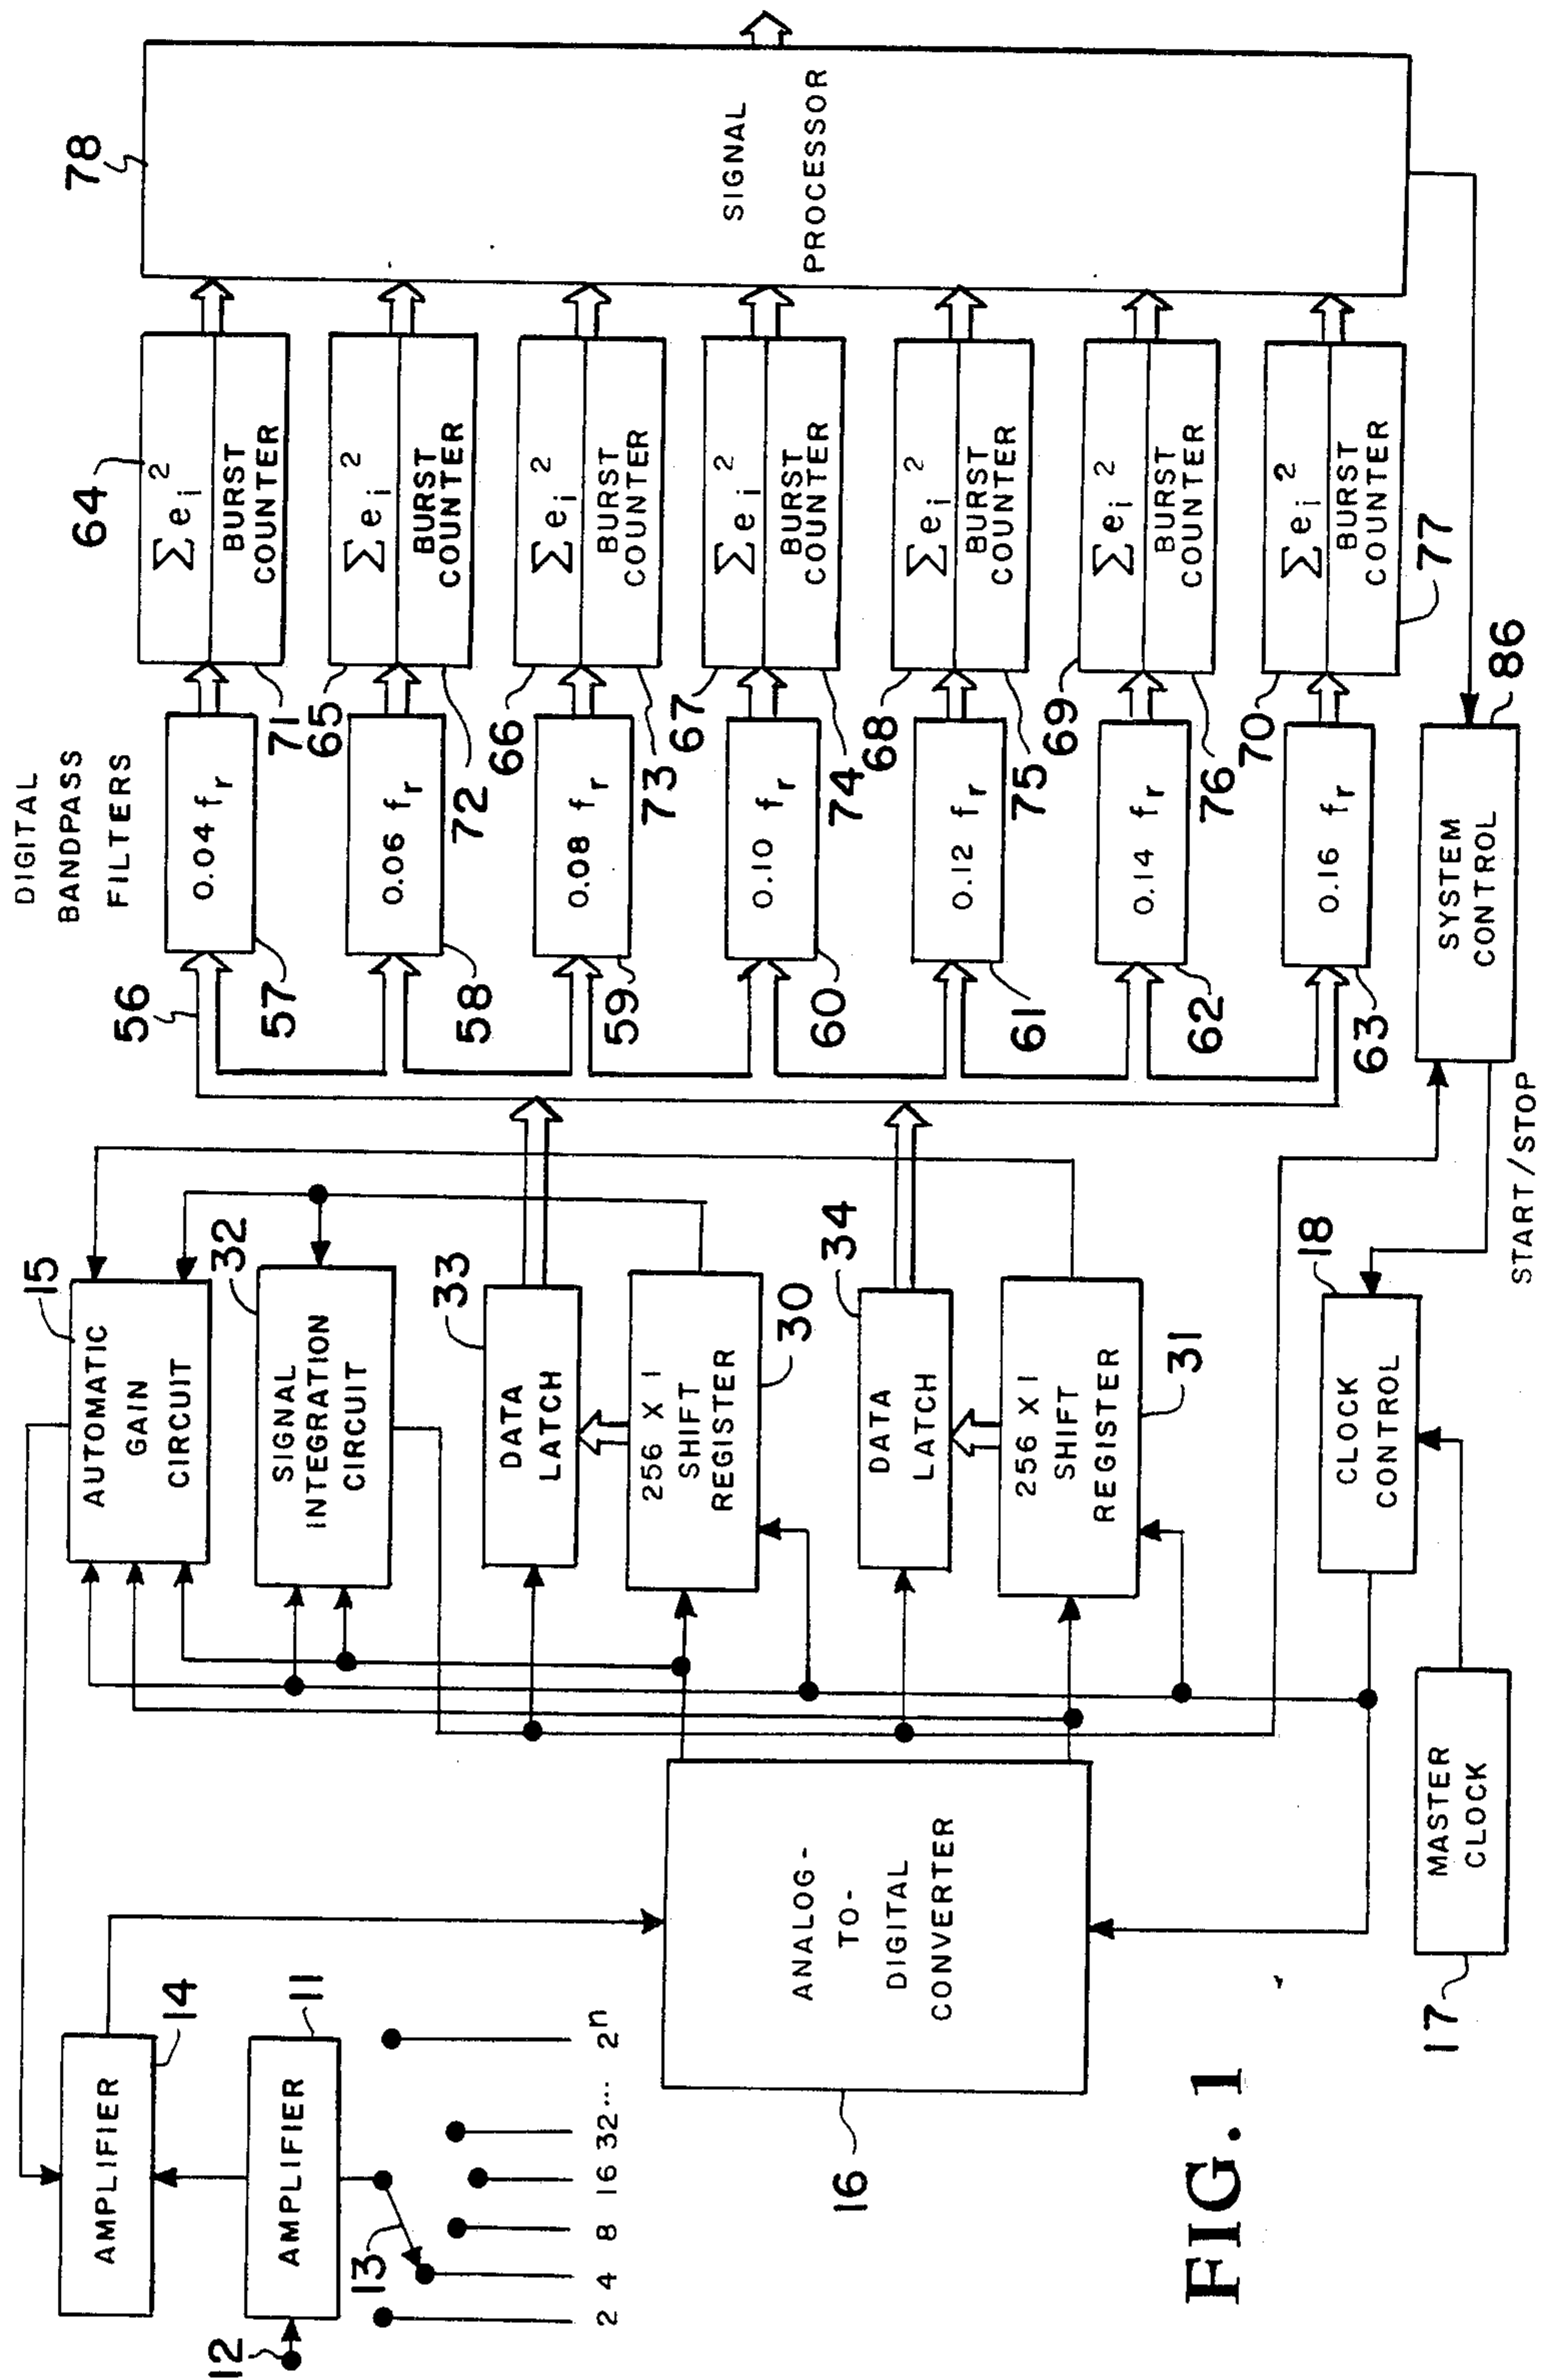 12
AMPLIFIER
14
AMPLIFIER
11
13
2 4 8 16 32... 2ⁿ
ANALOG-
TO-
DIGITAL
CONVERTER
16
MASTER
CLOCK
17
AUTOMATIC
GAIN
CIRCUIT
15
SIGNAL
INTEGRATION
CIRCUIT
32
DATA
LATCH
33
256 X 1
SHIFT
REGISTER
30
DATA
LATCH
34
256 X 1
SHIFT
REGISTER
31
CLOCK
CONTROL
18
START/STOP
DIGITAL
BANDPASS
FILTERS
56
0.04 fr
57
0.06 fr
58
0.08 fr
59
0.10 fr
60
0.12 fr
61
0.14 fr
62
0.16 fr
63
SYSTEM
CONTROL
86
64
∑ei²
BURST
COUNTER
71
65
∑ei²
BURST
COUNTER
72
66
∑ei²
BURST
COUNTER
73
67
∑ei²
BURST
COUNTER
74
68
∑ei²
BURST
COUNTER
75
69
∑ei²
BURST
COUNTER
76
70
∑ei²
BURST
COUNTER
77
78
SIGNAL
PROCESSOR
FIG. 1